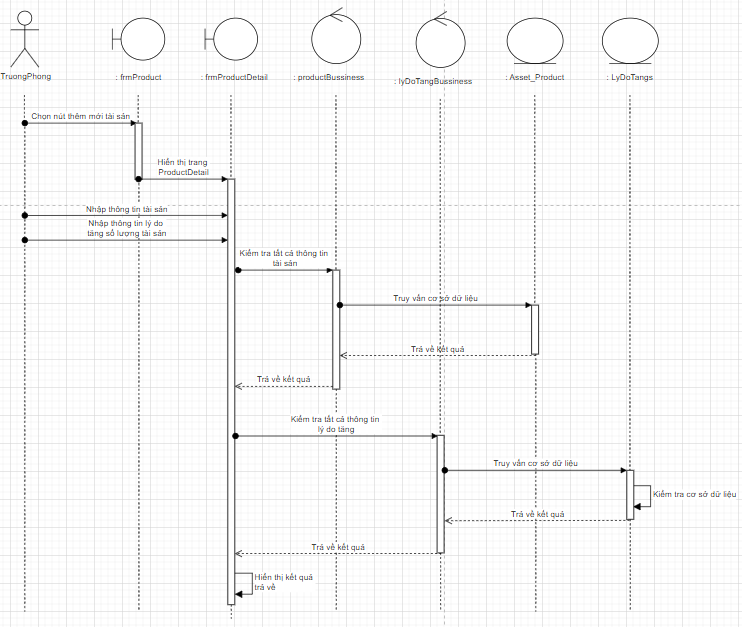 TruongPhong
: frmProduct
: frmProductDetail
: productBussiness
: lyDoTangBussiness
: Asset_Product
: LyDoTangs
Chọn nút thêm mới tài sản
Hiển thị trang
ProductDetail
Nhập thông tin tài sản
Nhập thông tin lý do
tăng số lượng tài sản
Kiểm tra tất cả thông tin
tài sản
Truy vấn cơ sở dữ liệu
Trả về kết quả
Trả về kết quả
Kiểm tra tất cả thông tin
lý do tăng
Truy vấn cơ sở dữ liệu
Kiểm tra cơ sở dữ liệu
Trả về kết quả
Trả về kết quả
Hiển thị kết quả
trả về